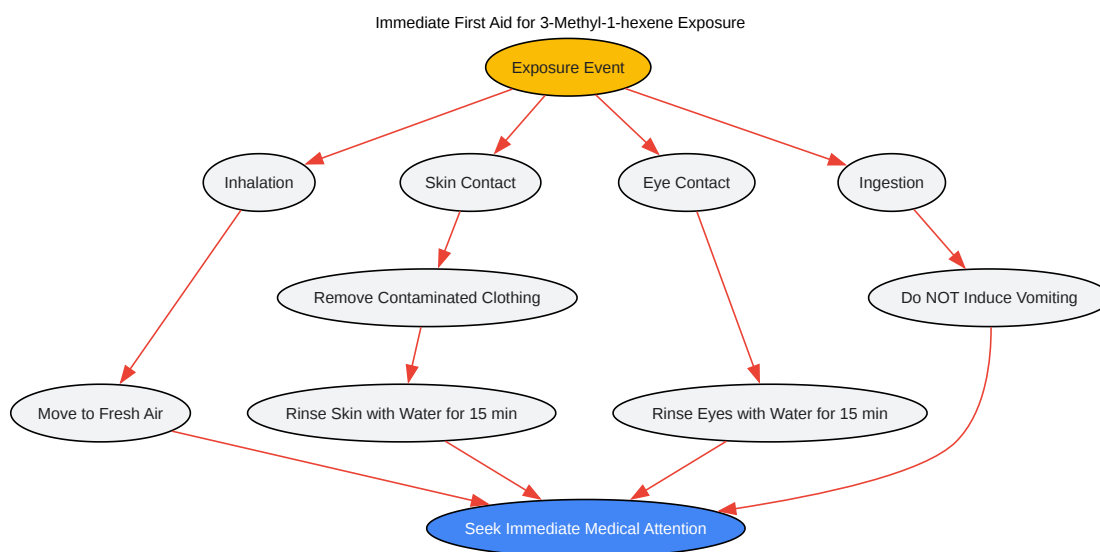 Immediate First Aid for 3-Methyl-1-hexene Exposure
Exposure Event
Inhalation
Skin Contact
Eye Contact
Ingestion
Remove Contaminated Clothing
Do NOT Induce Vomiting
Move to Fresh Air
Rinse Skin with Water for 15 min
Rinse Eyes with Water for 15 min
Seek Immediate Medical Attention